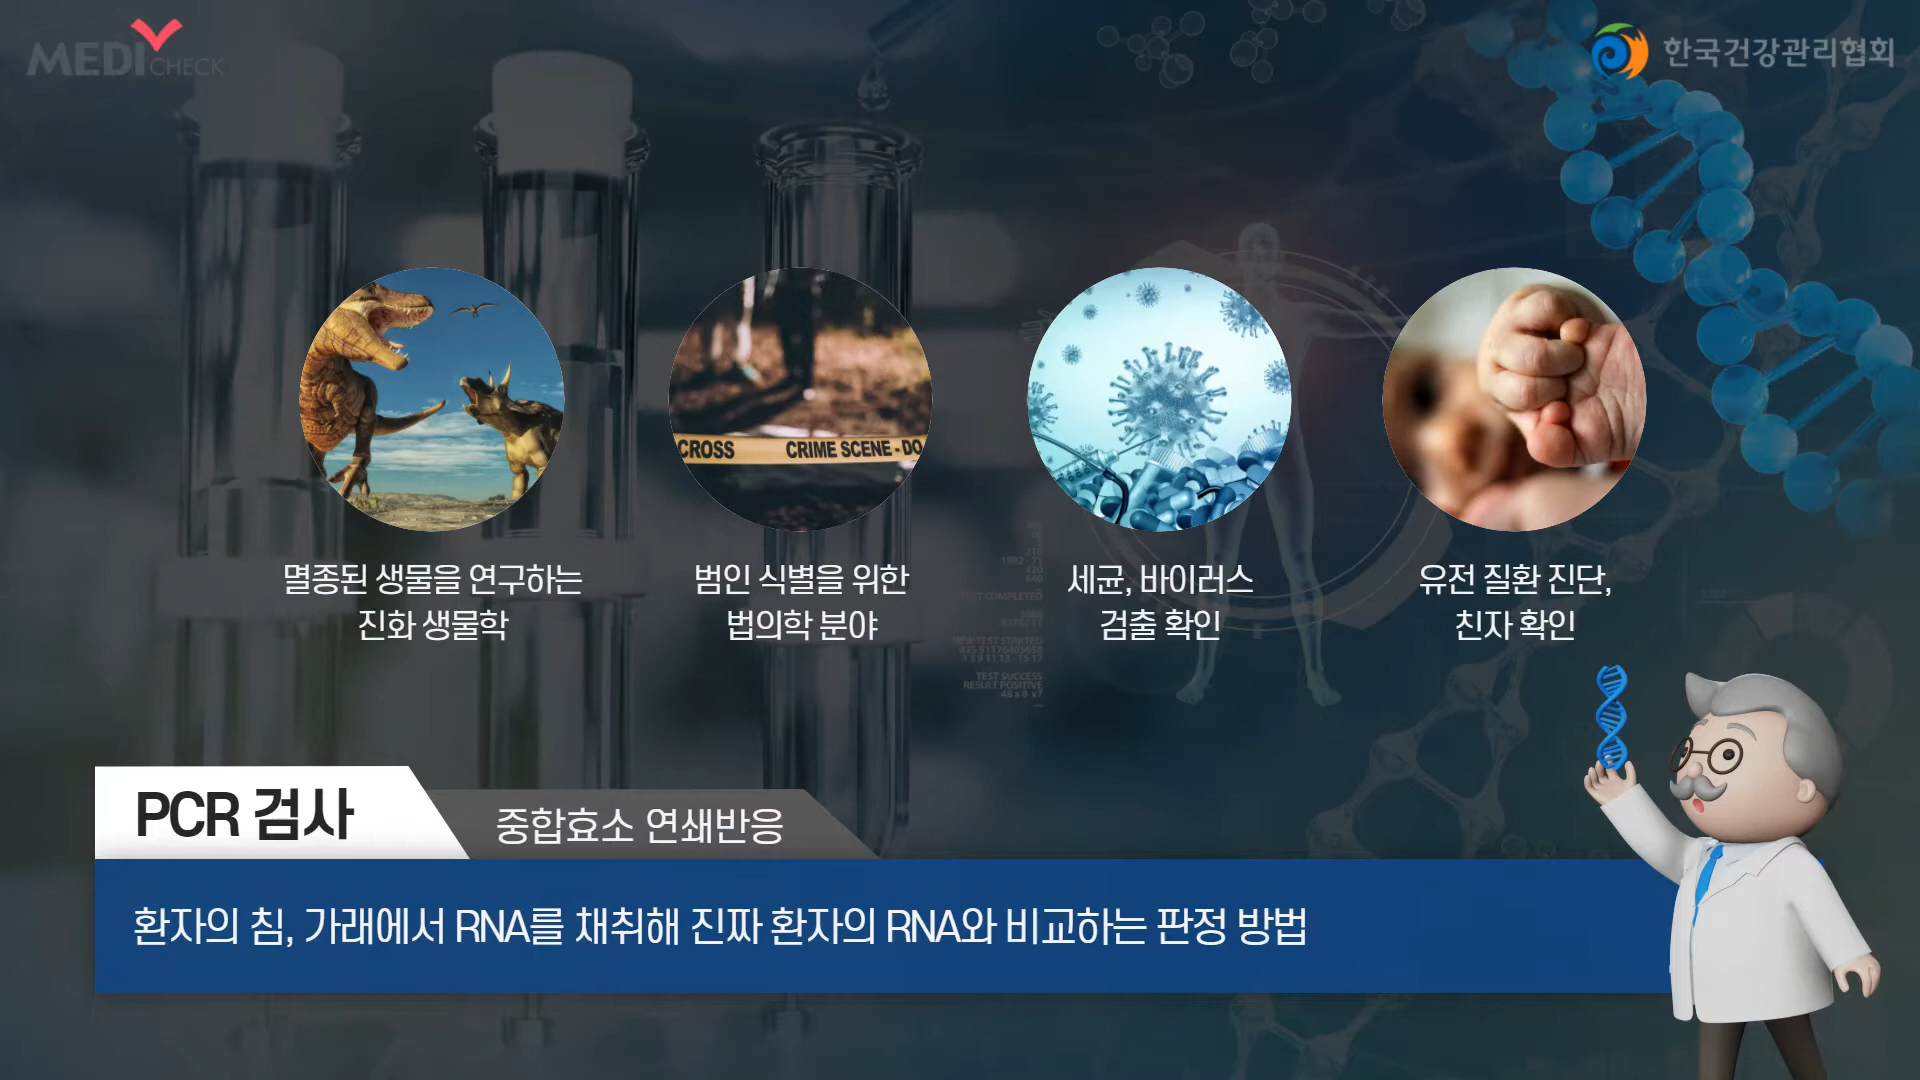 MEDI CHECK
한국건강관리협회
CROSS CRIME SCENE - DO
멸종된 생물을 연구하는
진화 생물학
범인 식별을 위한
법의학 분야
세균, 바이러스
검출 확인
유전 질환 진단,
친자 확인
TEST SUCCESS
RESULT POSITIVE
PCR 검사
중합효소 연쇄반응
환자의 침, 가래에서 RNA를 채취해 진짜 환자의 RNA와 비교하는 판정 방법